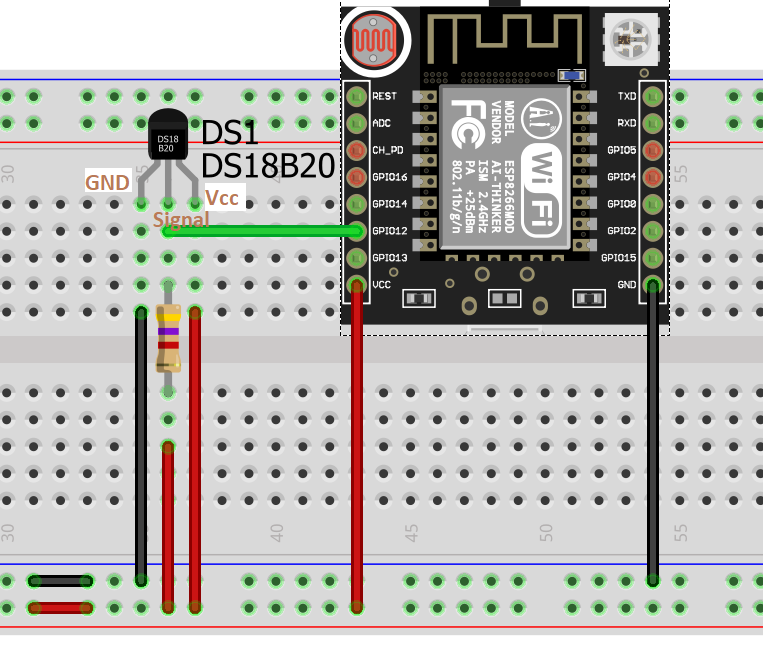 DS18
B20
DS1
DS18B20
GND
Vcc
Signal
REST
ADC
CH_PD
GPIO16
GPIO14
GPIO12
GPIO13
VCC
MODEL
VENDOR
ESP8266MOD
AI-THINKER
ISM 2.4GHz
PA +25dBm
802.11b/g/n
FC
Ai
Wi
Fi
TXD
RXD
GPIO5
GPIO4
GPIO0
GPIO2
GPIO15
GND
30
55
30
40
45
50
55